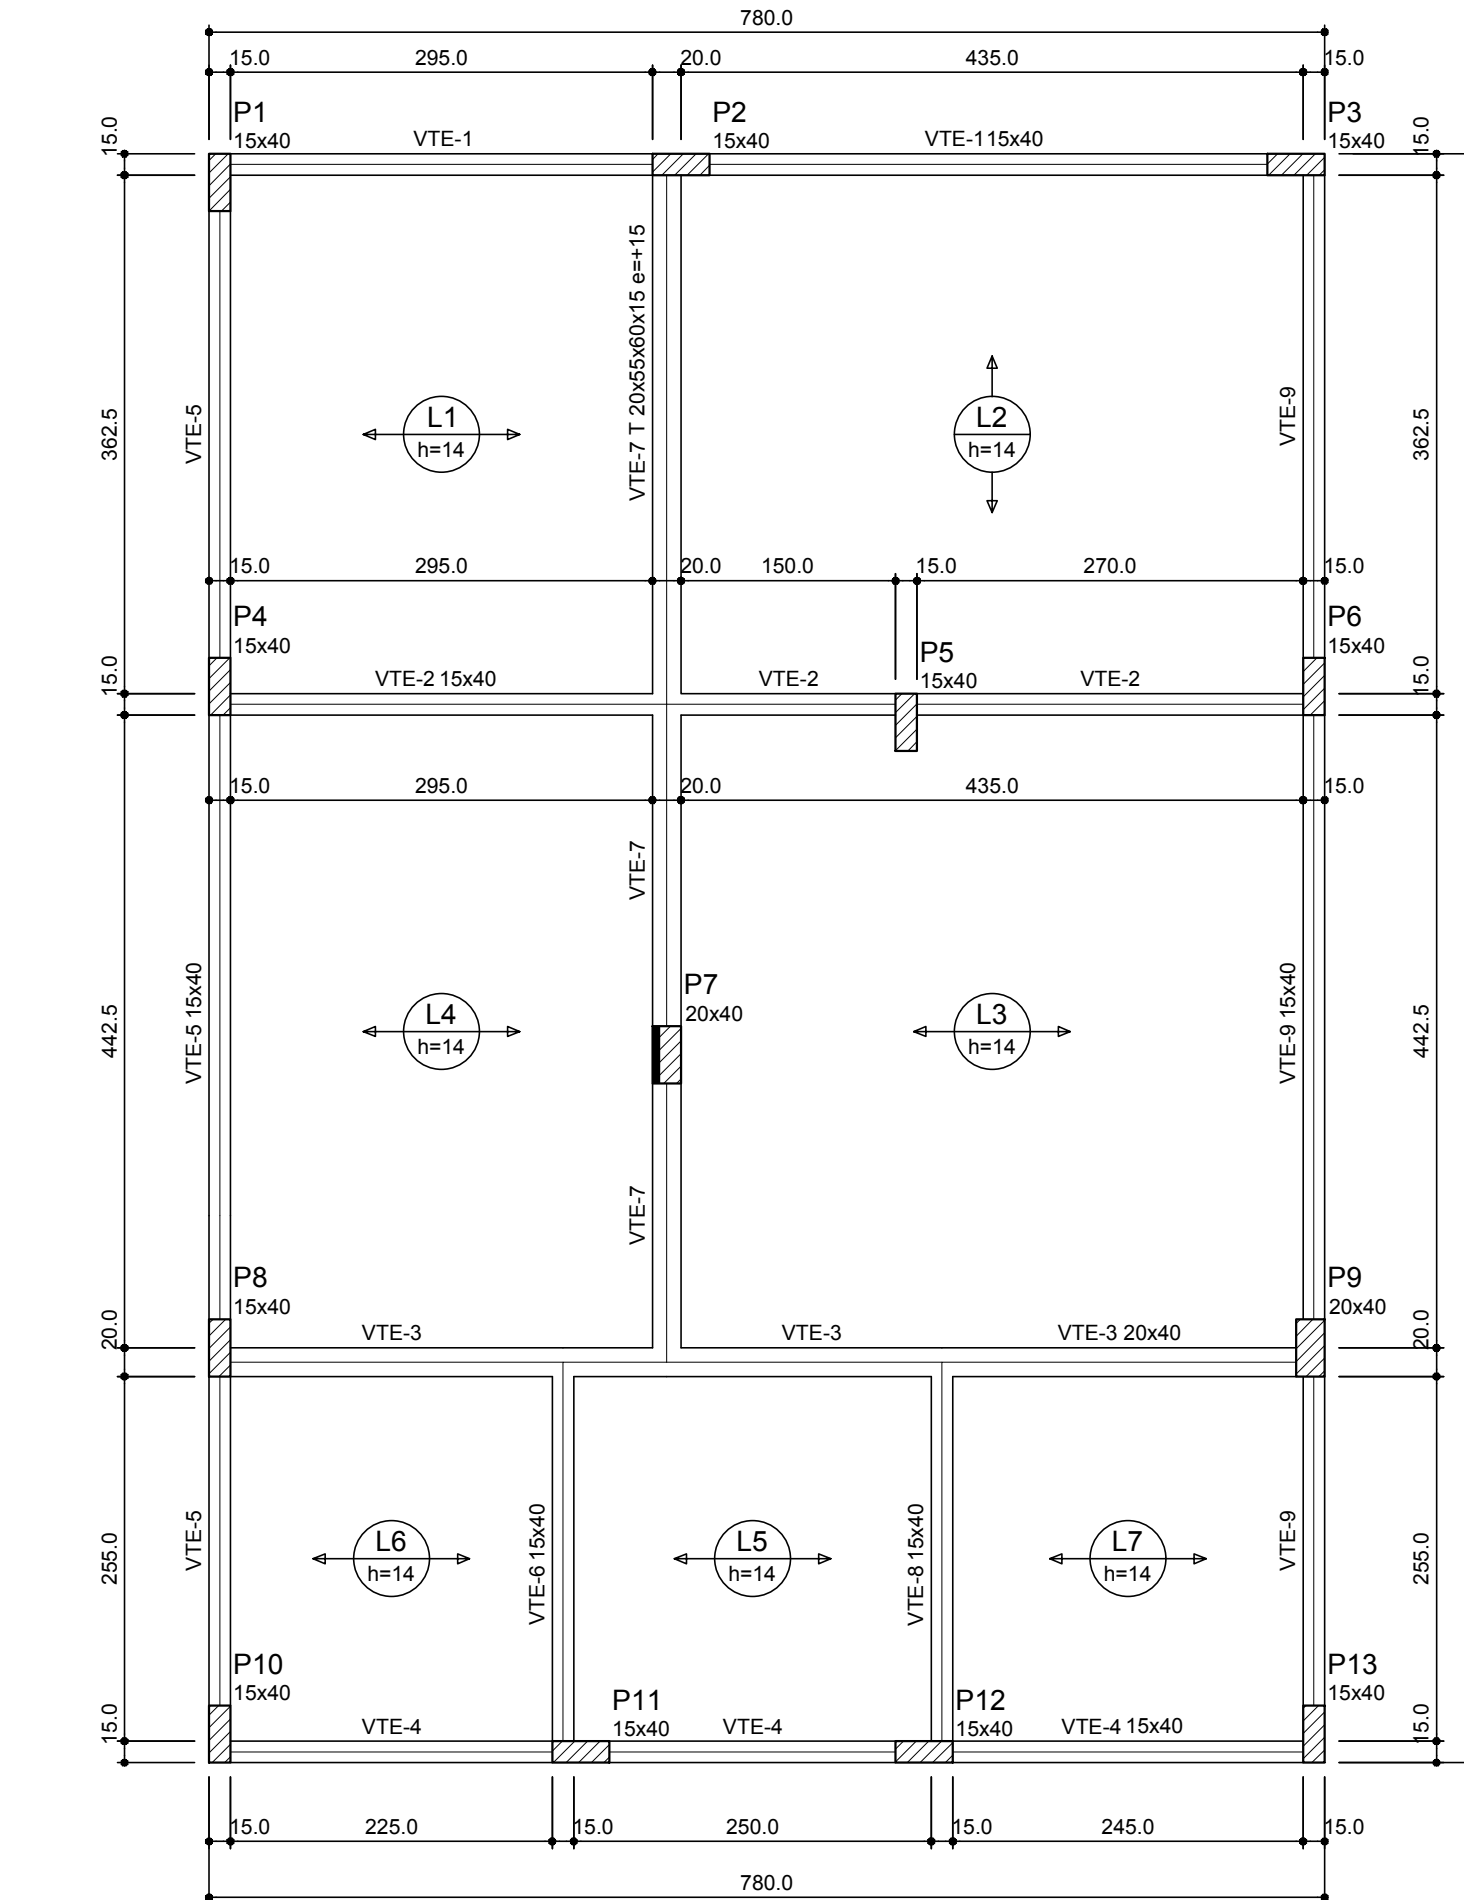 780.0
15.0 295.0 20.0 435.0 15.0
P1
15x40
VTE-1
P2
15x40
VTE-115x40
P3
15x40
15.0
15.0
VTE-7 T 20x55x60x15 e=+15
362.5
VTE-5
L1
h=14
L2
h=14
VTE-9
362.5
15.0 295.0 20.0 150.0 15.0 270.0 15.0
P4
15x40
P6
15x40
P5
15x40
15.0
VTE-2 15x40
VTE-2
VTE-2
15.0
15.0 295.0 20.0 435.0 15.0
VTE-7
P7
20x40
442.5
VTE-5 15x40
L4
h=14
L3
h=14
VTE-9 15x40
442.5
VTE-7
P8
15x40
P9
20x40
20.0
VTE-3
VTE-3
VTE-3 20x40
20.0
255.0
VTE-5
L6
h=14
VTE-6 15x40
L5
h=14
VTE-8 15x40
L7
h=14
VTE-9
255.0
P10
15x40
P11
15x40
P12
15x40
P13
15x40
15.0
VTE-4
VTE-4
VTE-4 15x40
15.0
15.0 225.0 15.0 250.0 15.0 245.0 15.0
780.0